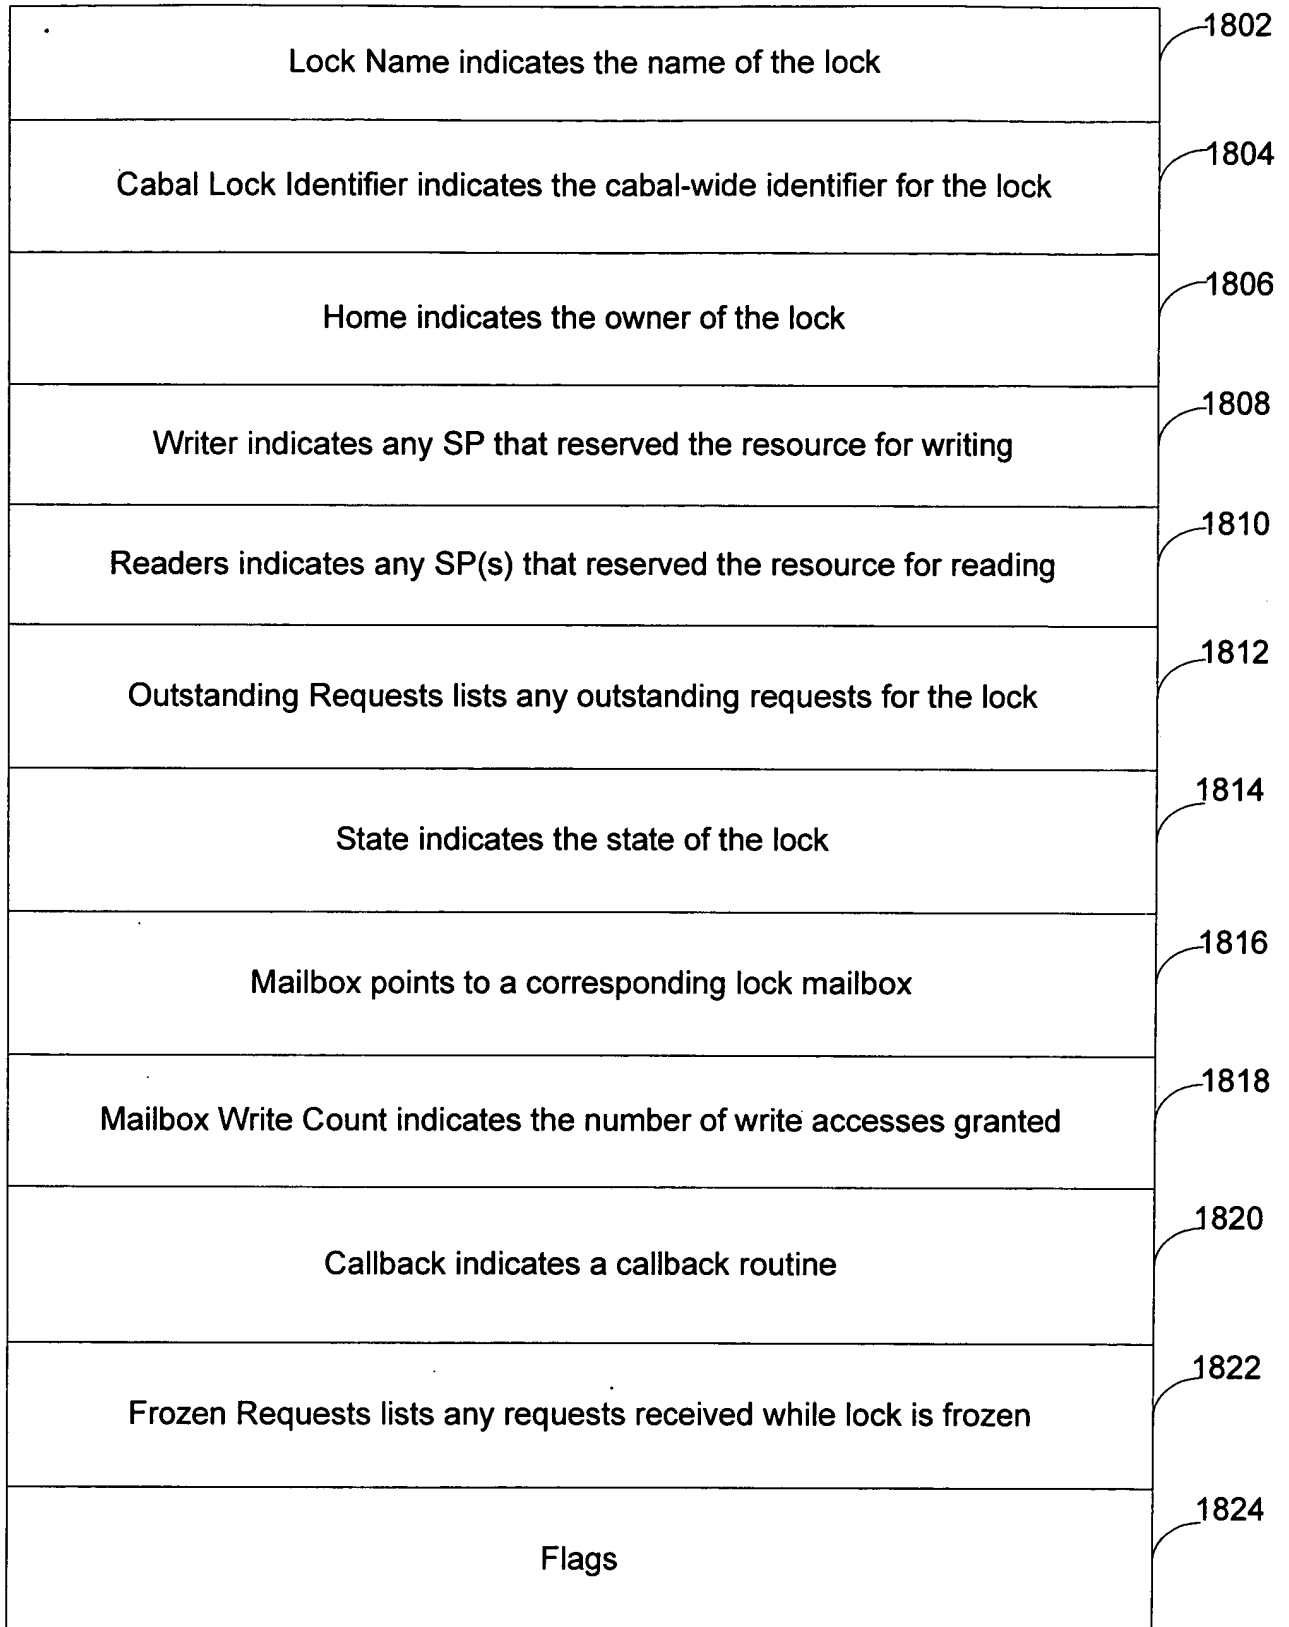 1802
Lock Name indicates the name of the lock
1804
Cabal Lock Identifier indicates the cabal-wide identifier for the lock
1806
Home indicates the owner of the lock
1808
Writer indicates any SP that reserved the resource for writing
1810
Readers indicates any SP(s) that reserved the resource for reading
1812
Outstanding Requests lists any outstanding requests for the lock
1814
State indicates the state of the lock
1816
Mailbox points to a corresponding lock mailbox
1818
Mailbox Write Count indicates the number of write accesses granted
1820
Callback indicates a callback routine
1822
Frozen Requests lists any requests received while lock is frozen
1824
Flags